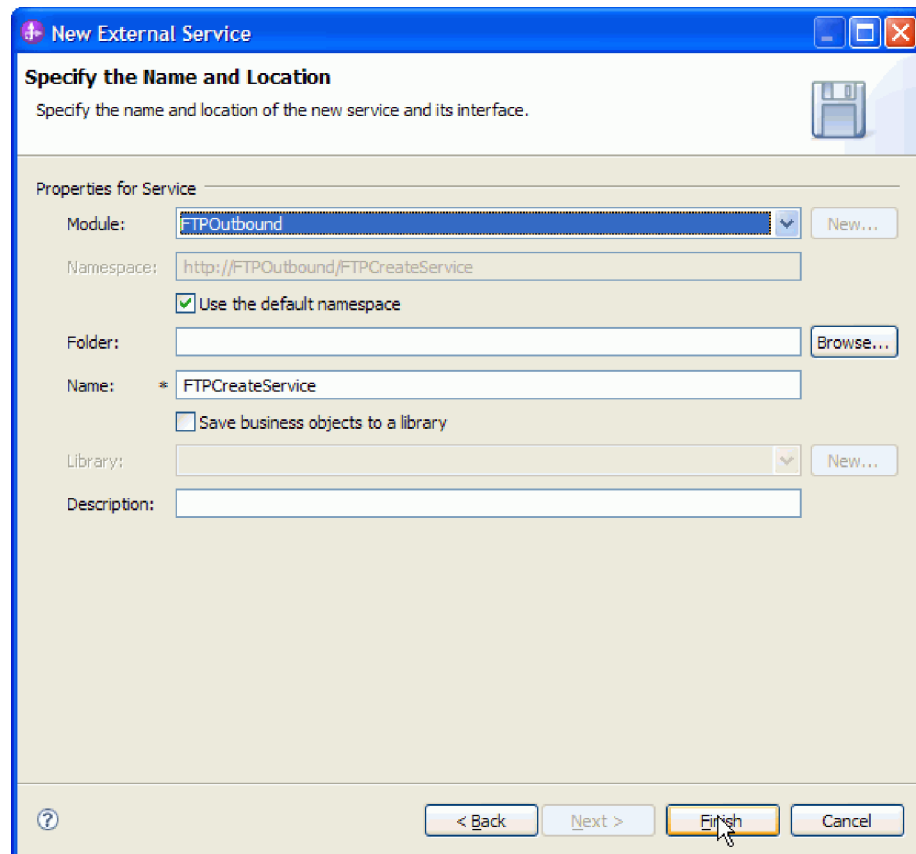 New External Service
Specify the Name and Location
Specify the name and location of the new service and its interface.
Properties for Service
Module: FTPOutbound New...
Namespace: http://FTPOutbound/FTPCreateService
Use the default namespace
Folder: Browse...
Name: * FTPCreateService
Save business objects to a library
Library: New...
Description:
? < Back Next > Finish Cancel